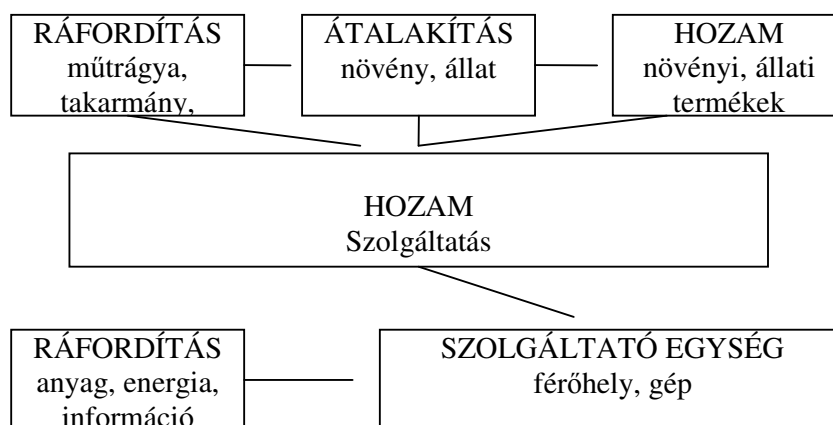 RÁFORDÍTÁS
műtrágya,
takarmány,
ÁTALAKÍTÁS
növény, állat
HOZAM
növényi, állati
termékek
HOZAM
Szolgáltatás
RÁFORDÍTÁS
anyag, energia,
információ
SZOLGÁLTATÓ EGYSÉG
férőhely, gép